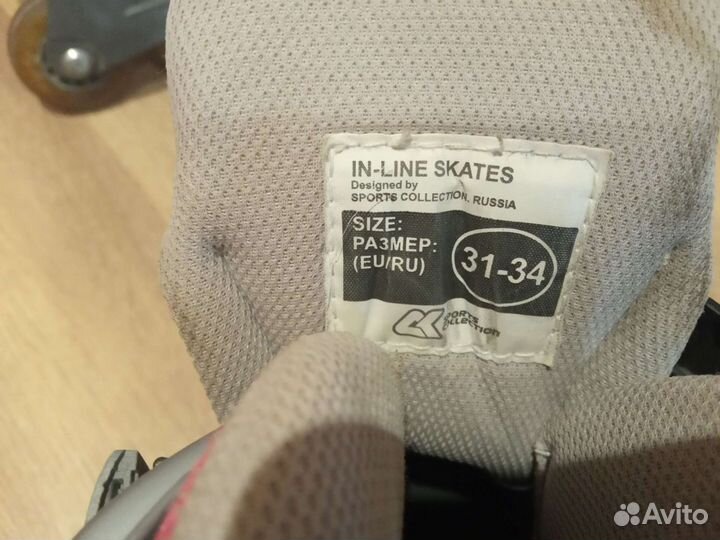 IN-LINE SKATES
Designed by
SPORTS COLLECTION, RUSSIA
SIZE:
РАЗМЕР:
(EU/RU)
31-34
SPORTS
COLLECTION
Avito